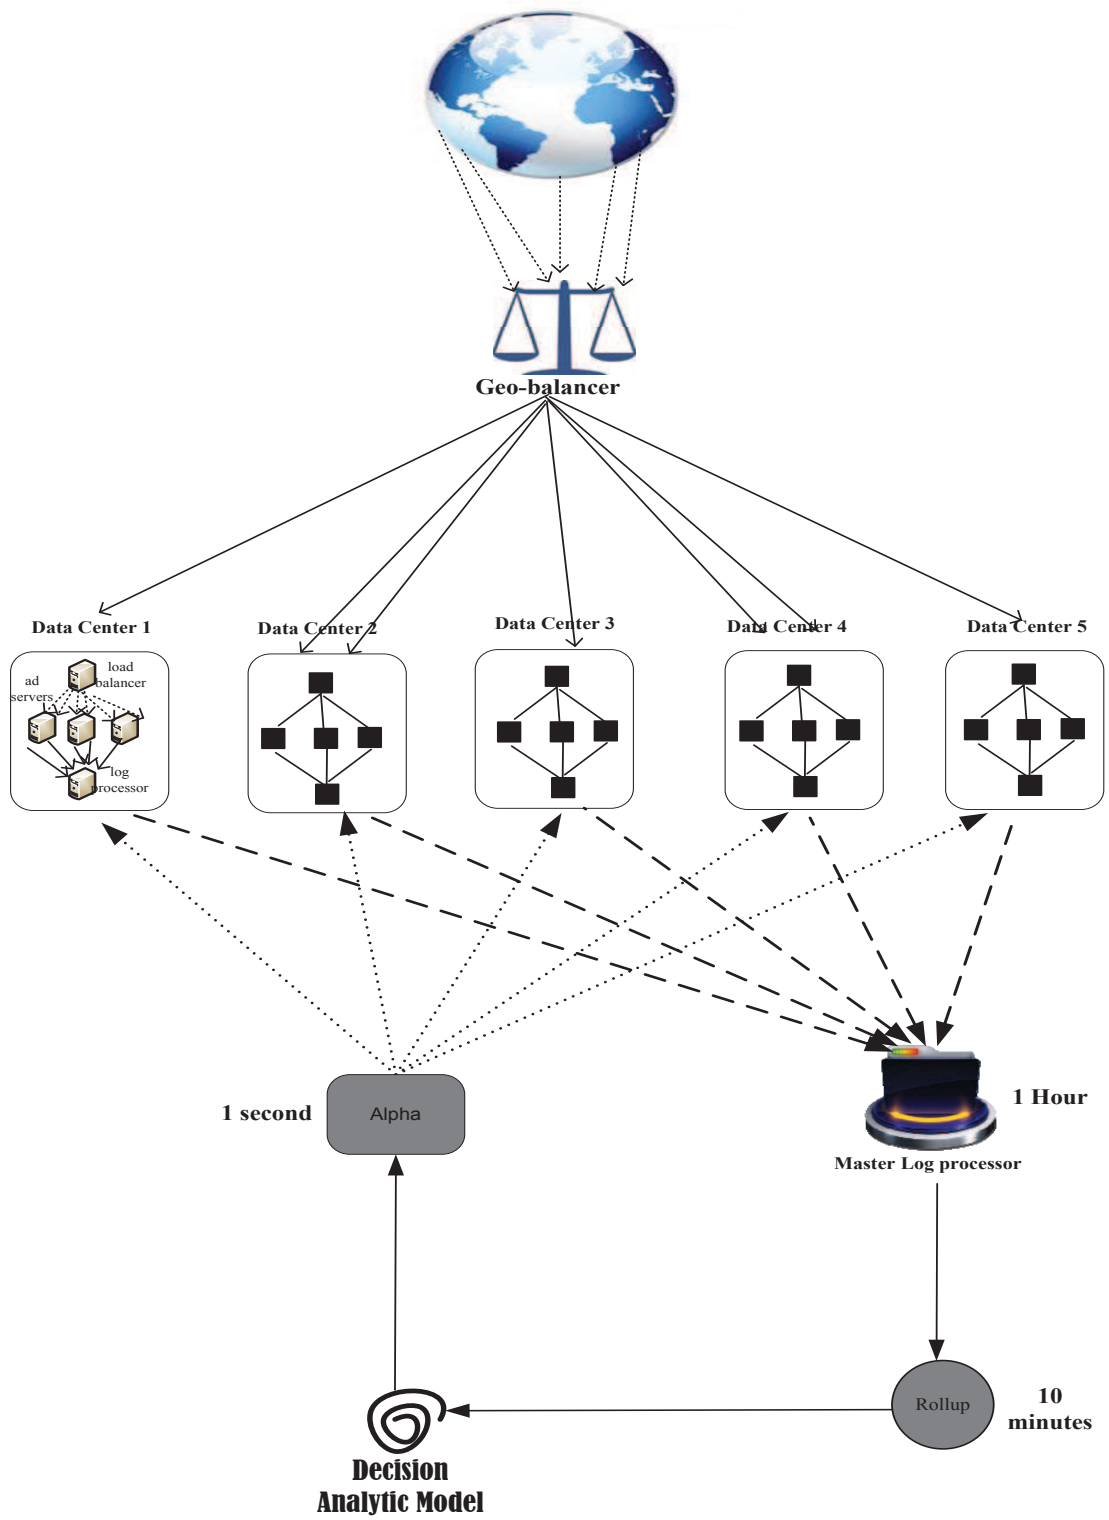 Geo-balancer
Data Center 1
Data Center 2
Data Center 3
Data Center 4
Data Center 5
load
balancer
ad
servers
log
processor
1 second
Alpha
1 Hour
Master Log processor
Rollup
10
minutes
Decision
Analytic Model